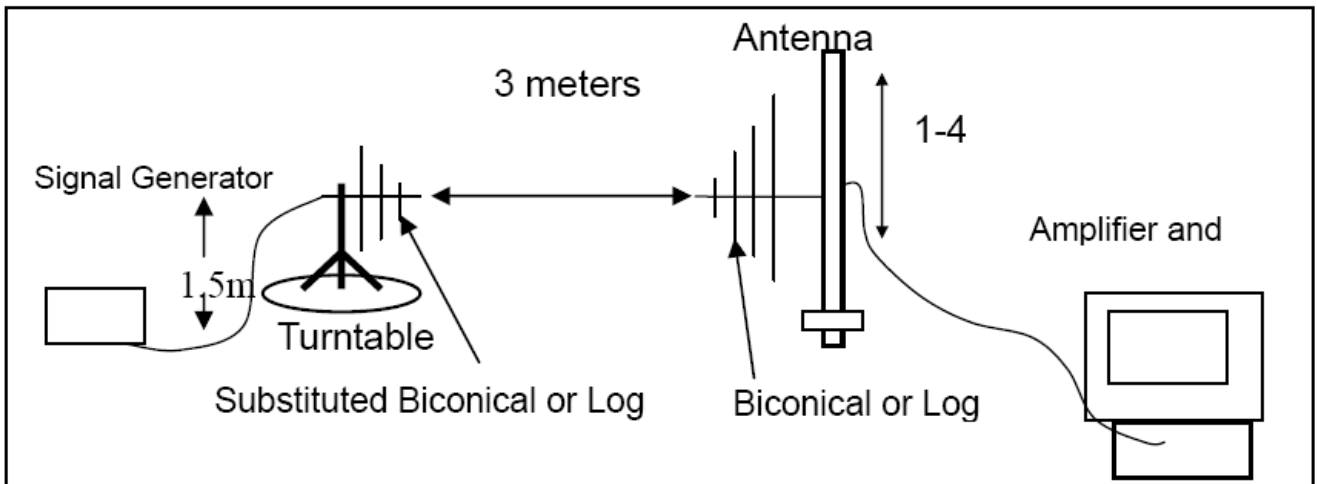 Antenna
3 meters
1-4
Signal Generator
Amplifier and
1.5m
Turntable
Substituted Biconical or Log
Biconical or Log